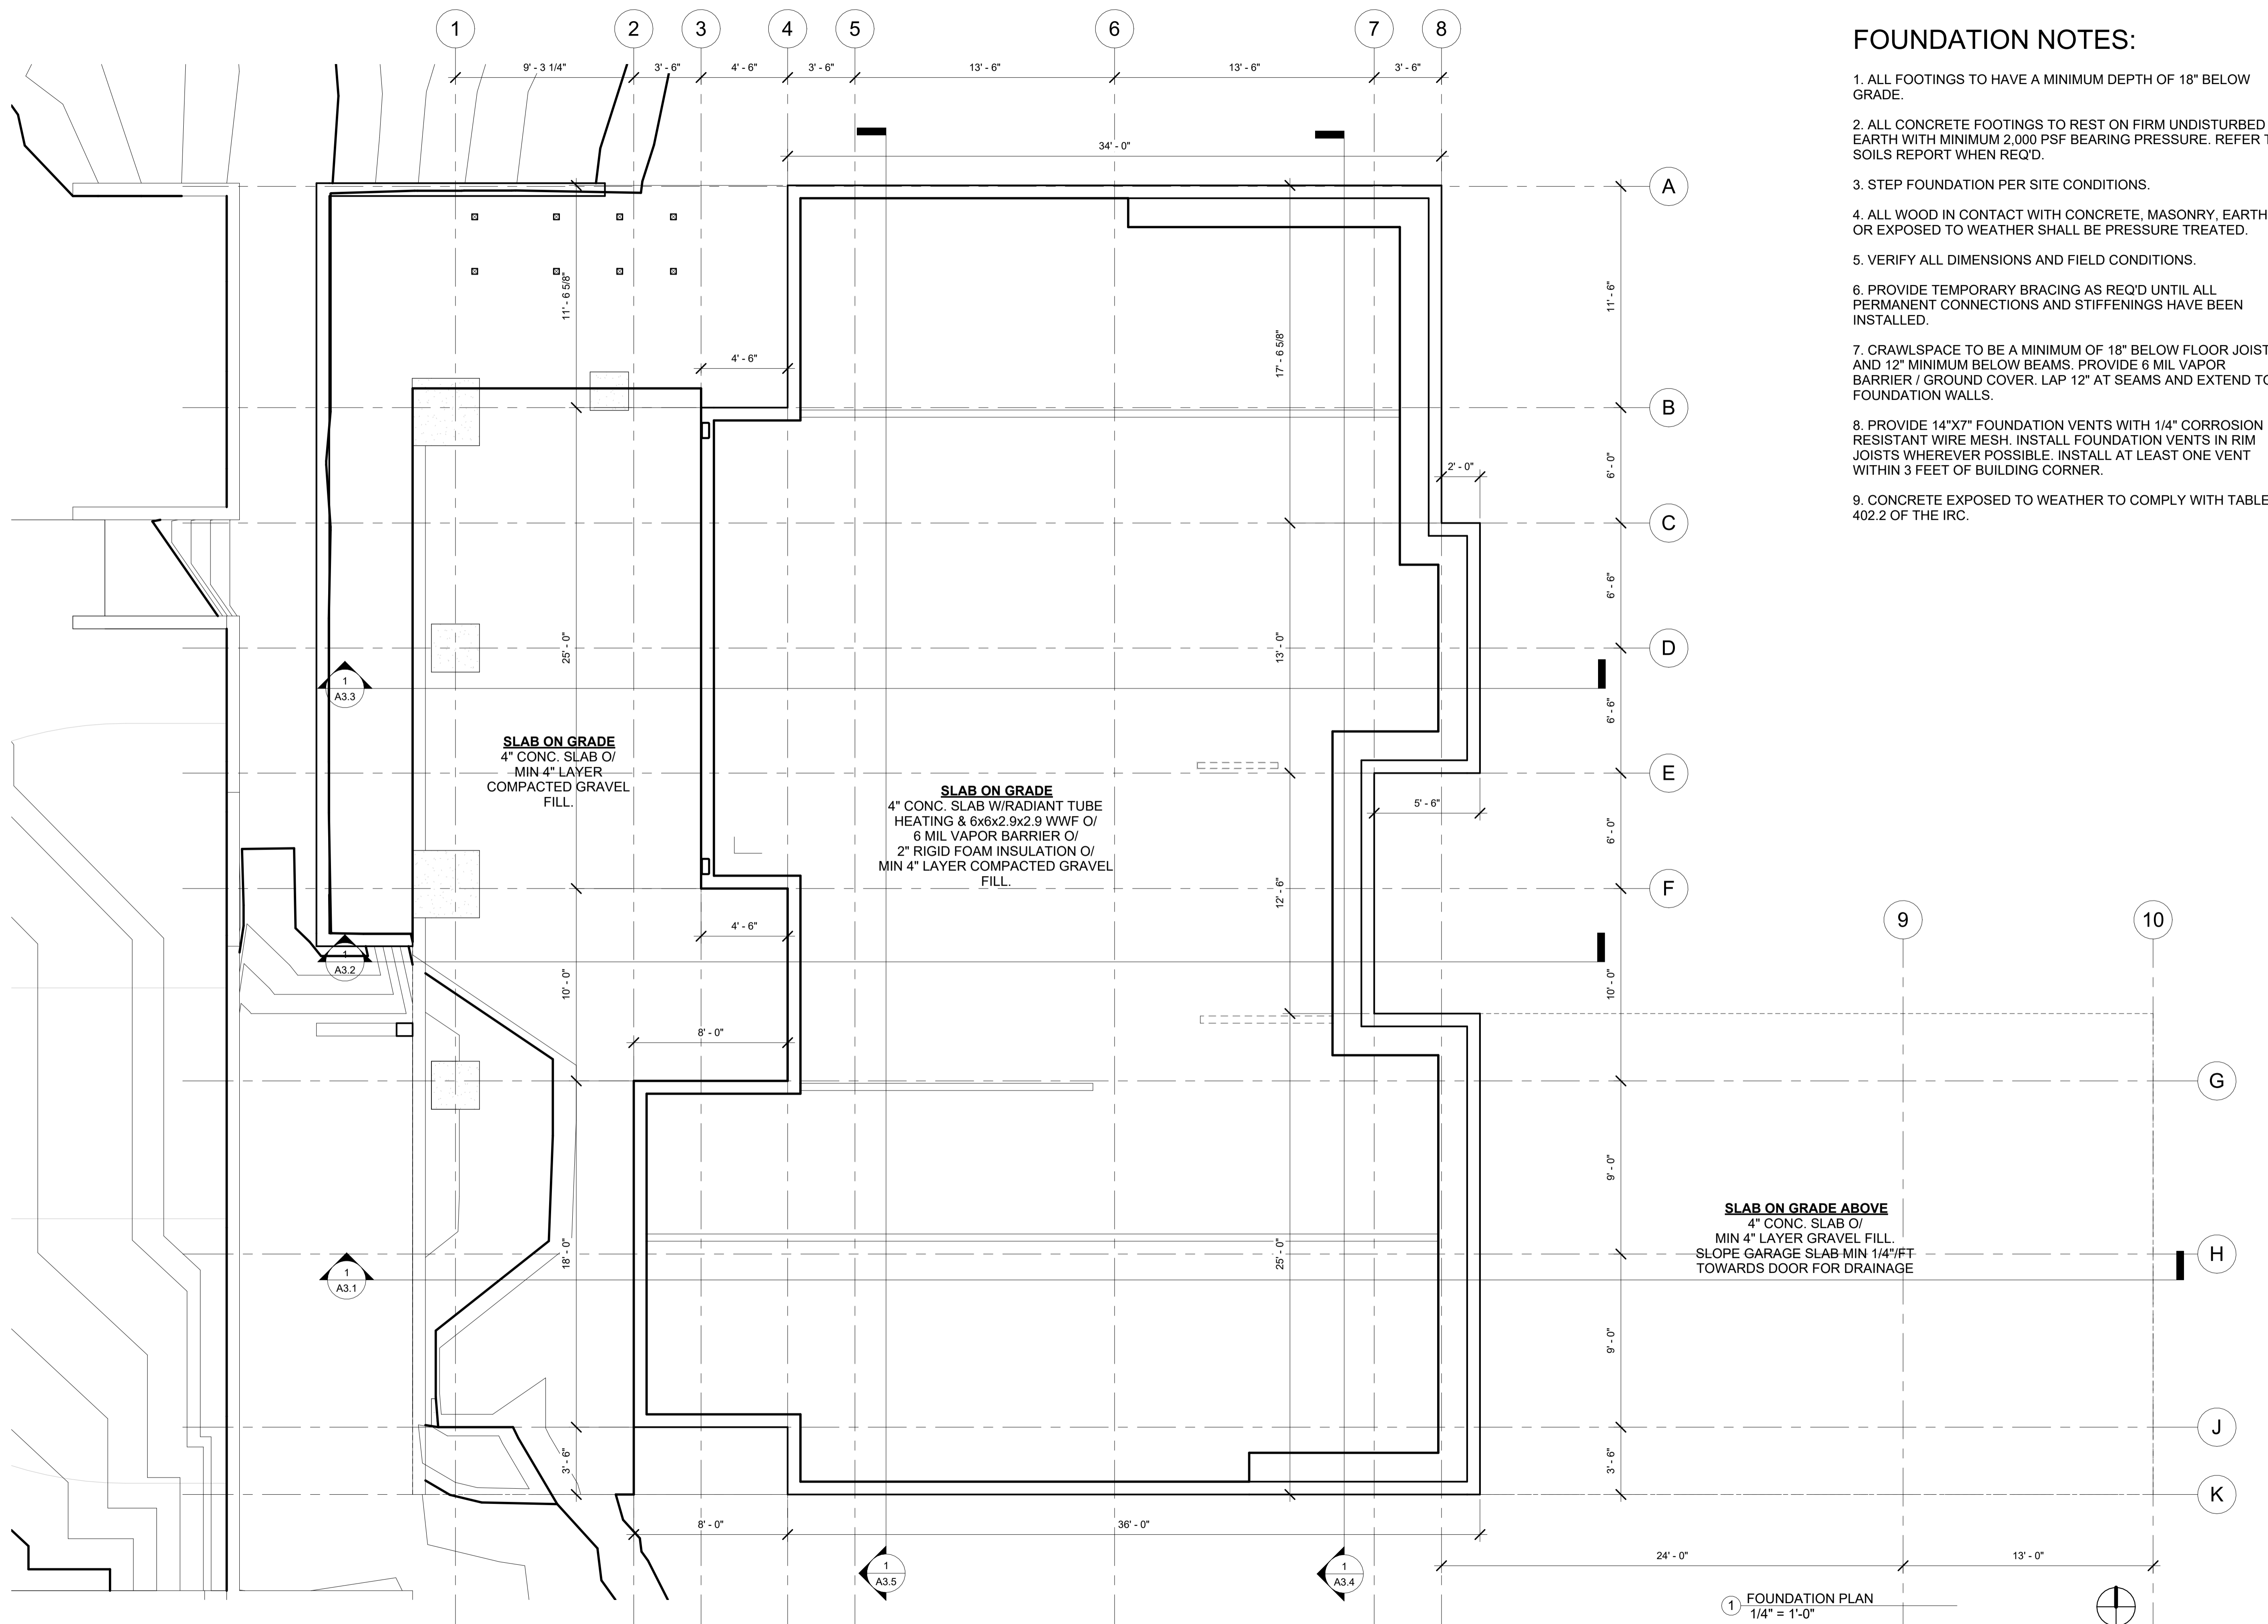 1
2
3
4
5
6
7
8
9' - 3 1/4"
3' - 6"
4' - 6"
3' - 6"
13' - 6"
13' - 6"
3' - 6"
34' - 0"
FOUNDATION NOTES:
1. ALL FOOTINGS TO HAVE A MINIMUM DEPTH OF 18" BELOW
GRADE.
2. ALL CONCRETE FOOTINGS TO REST ON FIRM UNDISTURBED
EARTH WITH MINIMUM 2,000 PSF BEARING PRESSURE. REFER T
SOILS REPORT WHEN REQ'D.
3. STEP FOUNDATION PER SITE CONDITIONS.
4. ALL WOOD IN CONTACT WITH CONCRETE, MASONRY, EARTH
OR EXPOSED TO WEATHER SHALL BE PRESSURE TREATED.
5. VERIFY ALL DIMENSIONS AND FIELD CONDITIONS.
6. PROVIDE TEMPORARY BRACING AS REQ'D UNTIL ALL
PERMANENT CONNECTIONS AND STIFFENINGS HAVE BEEN
INSTALLED.
7. CRAWLSPACE TO BE A MINIMUM OF 18" BELOW FLOOR JOIST
AND 12" MINIMUM BELOW BEAMS. PROVIDE 6 MIL VAPOR
BARRIER / GROUND COVER. LAP 12" AT SEAMS AND EXTEND TO
FOUNDATION WALLS.
8. PROVIDE 14"X7" FOUNDATION VENTS WITH 1/4" CORROSION
RESISTANT WIRE MESH. INSTALL FOUNDATION VENTS IN RIM
JOISTS WHEREVER POSSIBLE. INSTALL AT LEAST ONE VENT
WITHIN 3 FEET OF BUILDING CORNER.
9. CONCRETE EXPOSED TO WEATHER TO COMPLY WITH TABLE
402.2 OF THE IRC.
A
B
C
D
E
F
G
H
J
K
9
10
11' - 6 5/8"
25' - 0"
10' - 0"
18' - 0"
3' - 6"
4' - 6"
4' - 6"
8' - 0"
17' - 6 5/8"
13' - 0"
12' - 6"
25' - 0"
2' - 0"
5' - 6"
11' - 6"
6' - 0"
6' - 6"
6' - 6"
6' - 0"
10' - 0"
9' - 0"
9' - 0"
3' - 6"
1
A3.3
1
A3.2
1
A3.1
SLAB ON GRADE
4" CONC. SLAB O/
MIN 4" LAYER
COMPACTED GRAVEL
FILL.
SLAB ON GRADE
4" CONC. SLAB W/RADIANT TUBE
HEATING & 6x6x2.9x2.9 WWF O/
6 MIL VAPOR BARRIER O/
2" RIGID FOAM INSULATION O/
MIN 4" LAYER COMPACTED GRAVEL
FILL.
SLAB ON GRADE ABOVE
4" CONC. SLAB O/
MIN 4" LAYER GRAVEL FILL.
SLOPE GARAGE SLAB MIN 1/4"/FT
TOWARDS DOOR FOR DRAINAGE
8' - 0"
36' - 0"
24' - 0"
13' - 0"
1
A3.5
1
A3.4
1
FOUNDATION PLAN
1/4" = 1'-0"